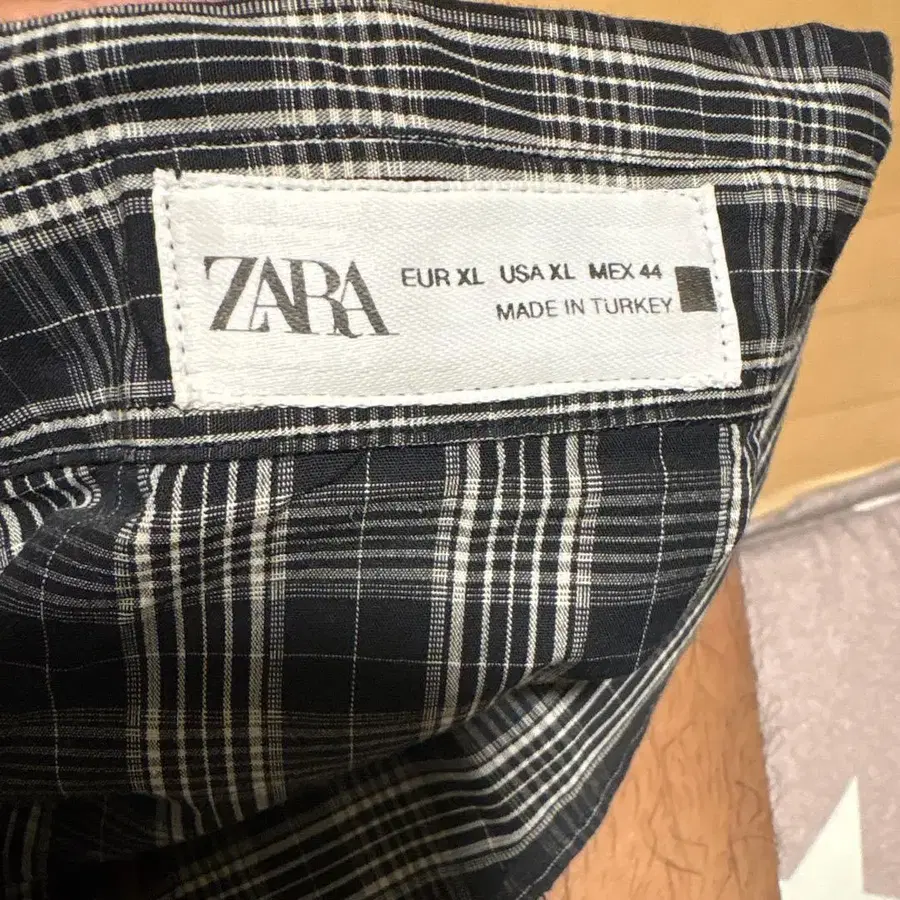 ZARA
EUR XL USA XL MEX 44
MADE IN TURKEY